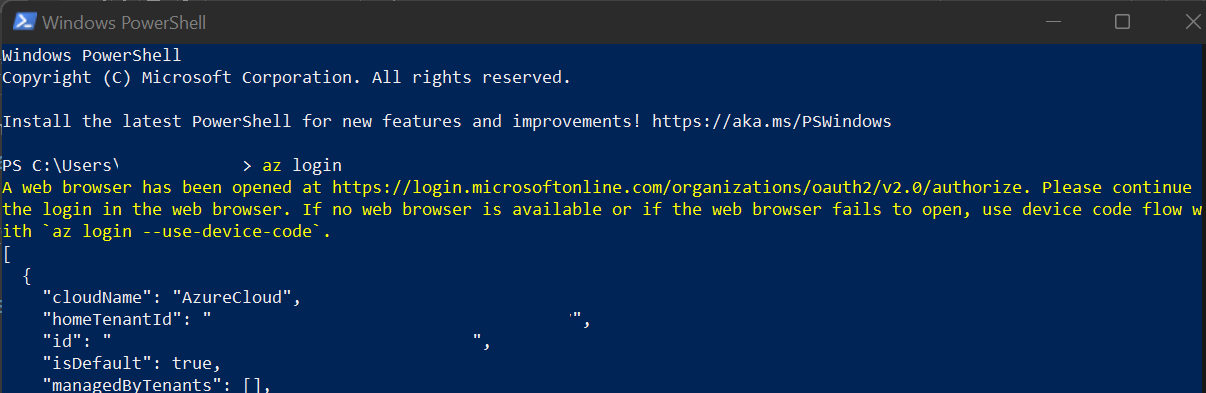 Windows PowerShell
Windows PowerShell
Copyright (C) Microsoft Corporation. All rights reserved.
Install the latest PowerShell for new features and improvements! https://aka.ms/PSWindows
PS C:\Users\ > az login
A web browser has been opened at https://login.microsoftonline.com/organizations/oauth2/v2.0/authorize. Please continue
the login in the web browser. If no web browser is available or if the web browser fails to open, use device code flow w
ith `az login --use-device-code`.
[
{
"cloudName": "AzureCloud",
"homeTenantId": " ",
"id": " ",
"isDefault": true,
"managedByTenants": [],